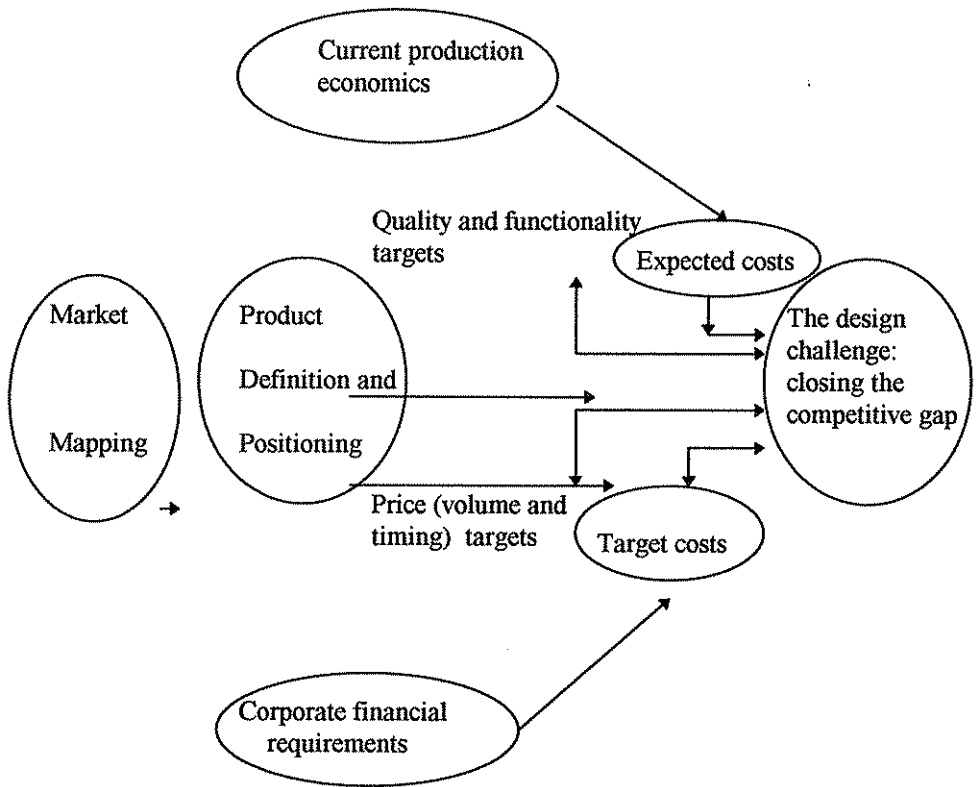 Current production
economics
Quality and functionality
targets
Expected costs
Market
Mapping
Product
Definition and
Positioning
The design
challenge:
closing the
competitive gap
Price (volume and
timing) targets
Target costs
Corporate financial
requirements